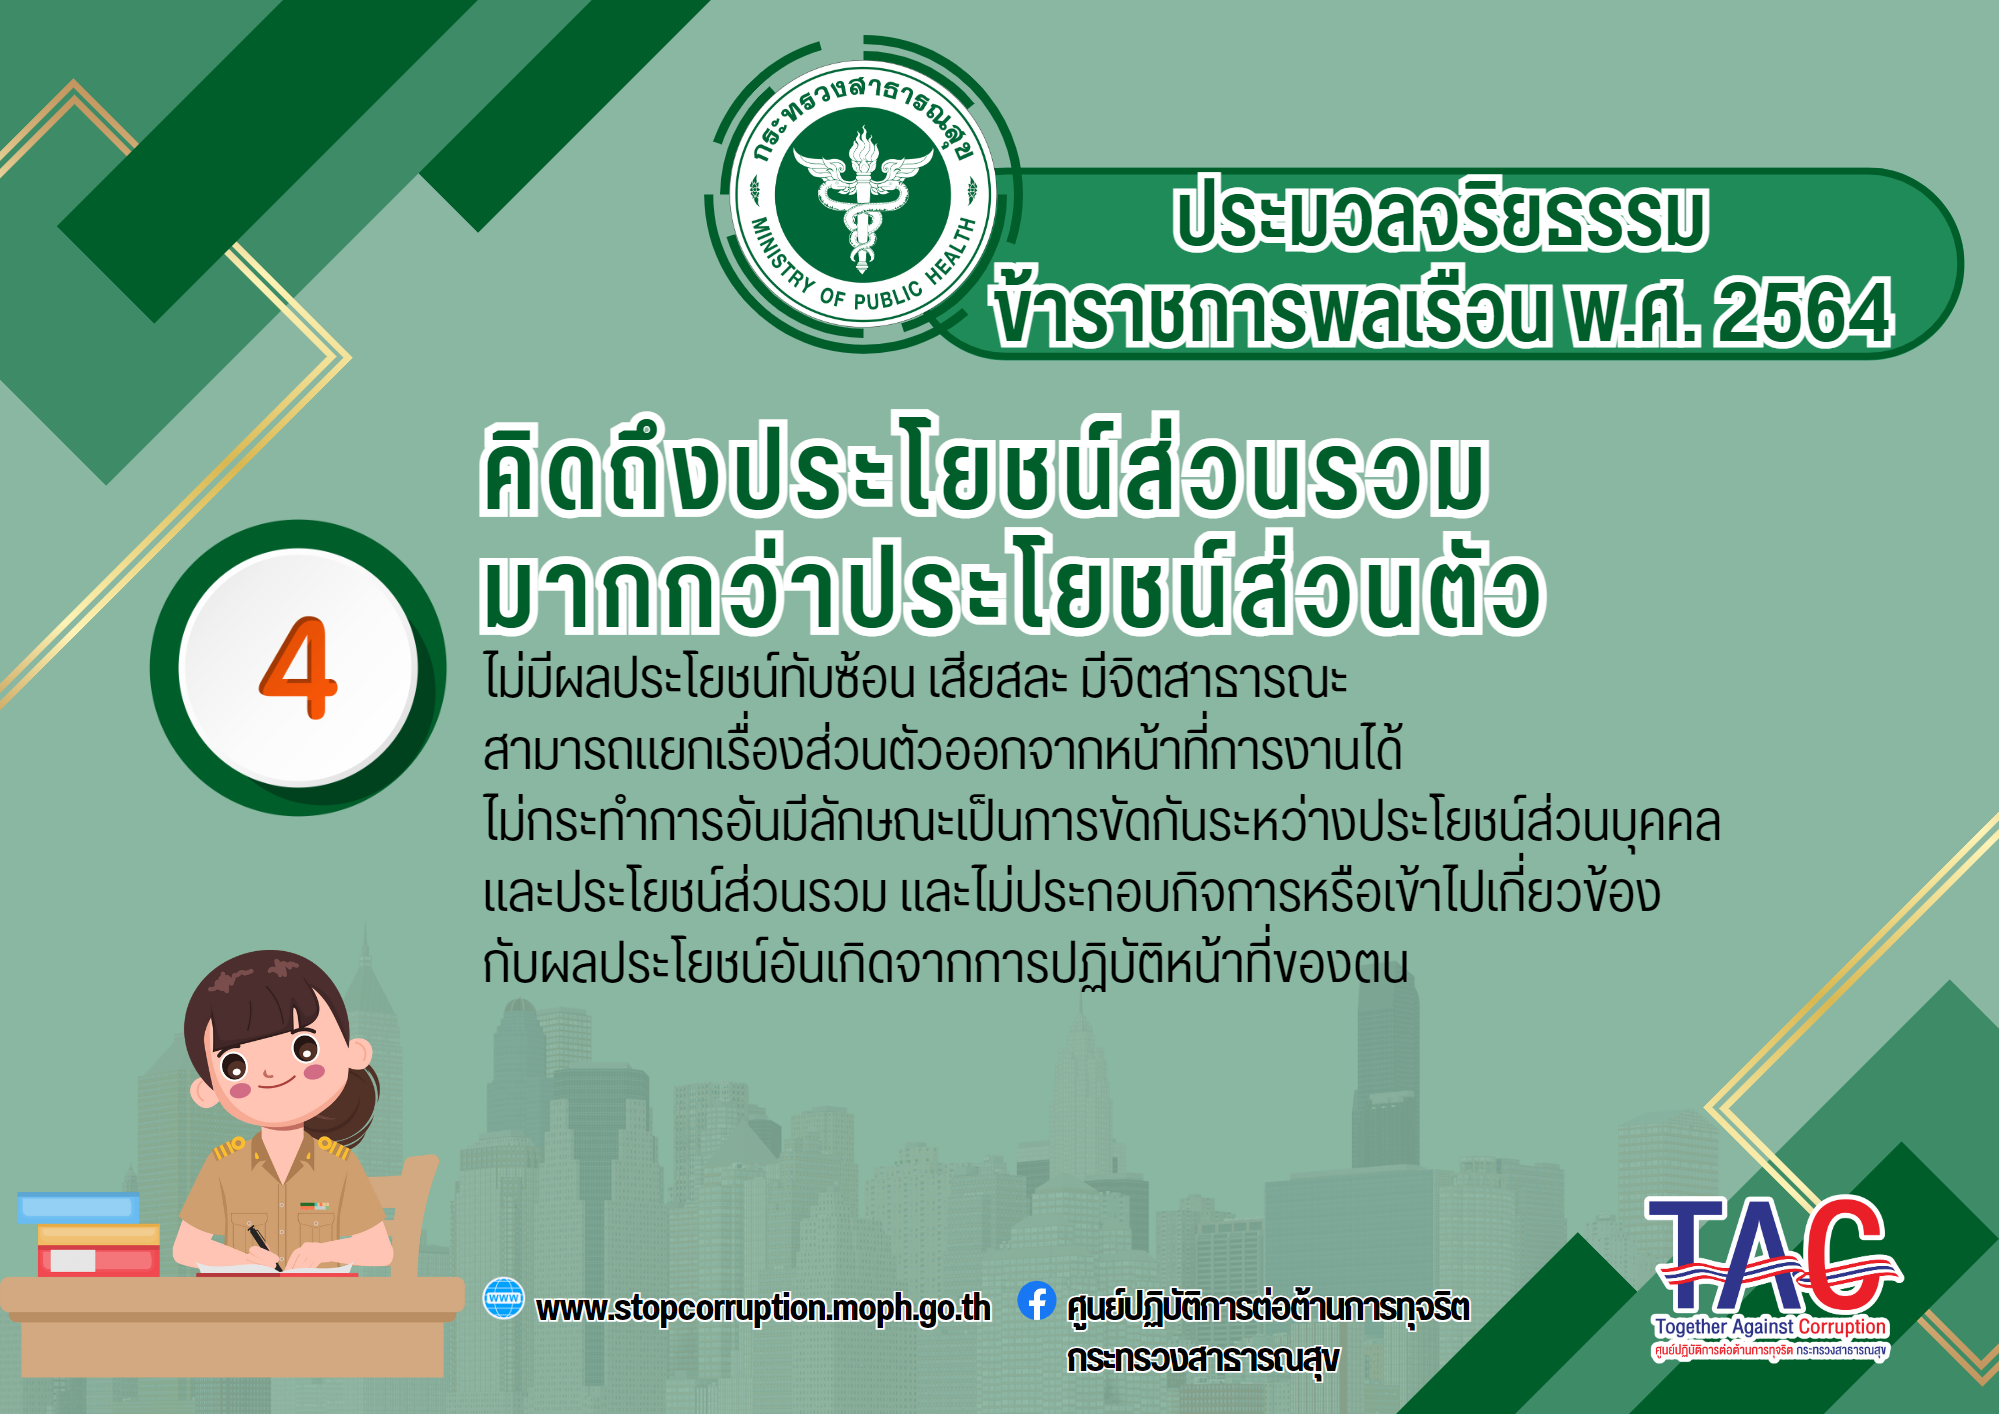 กระทรวงสาธารณสุข
MINISTRY OF PUBLIC HEALTH
ประมวลจริยธรรม
ข้าราชการพลเรือน พ.ศ. 2564
คิดถึงประโยชน์ส่วนรวม
มากกว่าประโยชน์ส่วนตัว
4
ไม่มีผลประโยชน์ทับซ้อน เสียสละ มีจิตสาธารณะ
สามารถแยกเรื่องส่วนตัวออกจากหน้าที่การงานได้
ไม่กระทำการอันมีลักษณะเป็นการขัดกันระหว่างประโยชน์ส่วนบุคคล
และประโยชน์ส่วนรวม และไม่ประกอบกิจการหรือเข้าไปเกี่ยวข้อง
กับผลประโยชน์อันเกิดจากการปฏิบัติหน้าที่ของตน
www
www.stopcorruption.moph.go.th
ศูนย์ปฏิบัติการต่อต้านการทุจริต
กระทรวงสาธารณสุข
TAC
Together Against Corruption
ศูนย์ปฏิบัติการต่อต้านการทุจริต กระทรวงสาธารณสุข